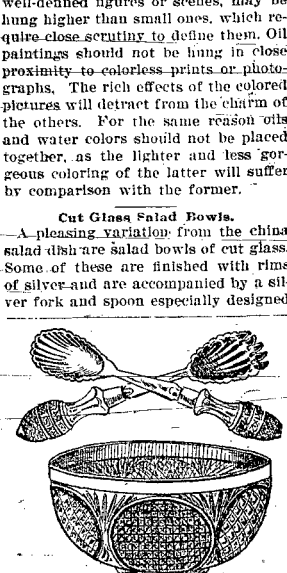 well-defined figures or scenes, may be
hung higher than small ones, which re-
quire close scrutiny to define them. Oil
paintings should not be hung in close
proximity to colorless prints or photo-
graphs. The rich effects of the colored
pictures will detract from the charm of
the others. For the same reason oils
and water colors should not be placed
together, as the lighter and less gor-
geous coloring of the latter will suffer
by comparison with the former.
Cut Glass Salad Bowls.
A pleasing variation from the china
salad dish are salad bowls of cut glass.
Some of these are finished with rims
of silver and are accompanied by a sil-
ver fork and spoon especially designed